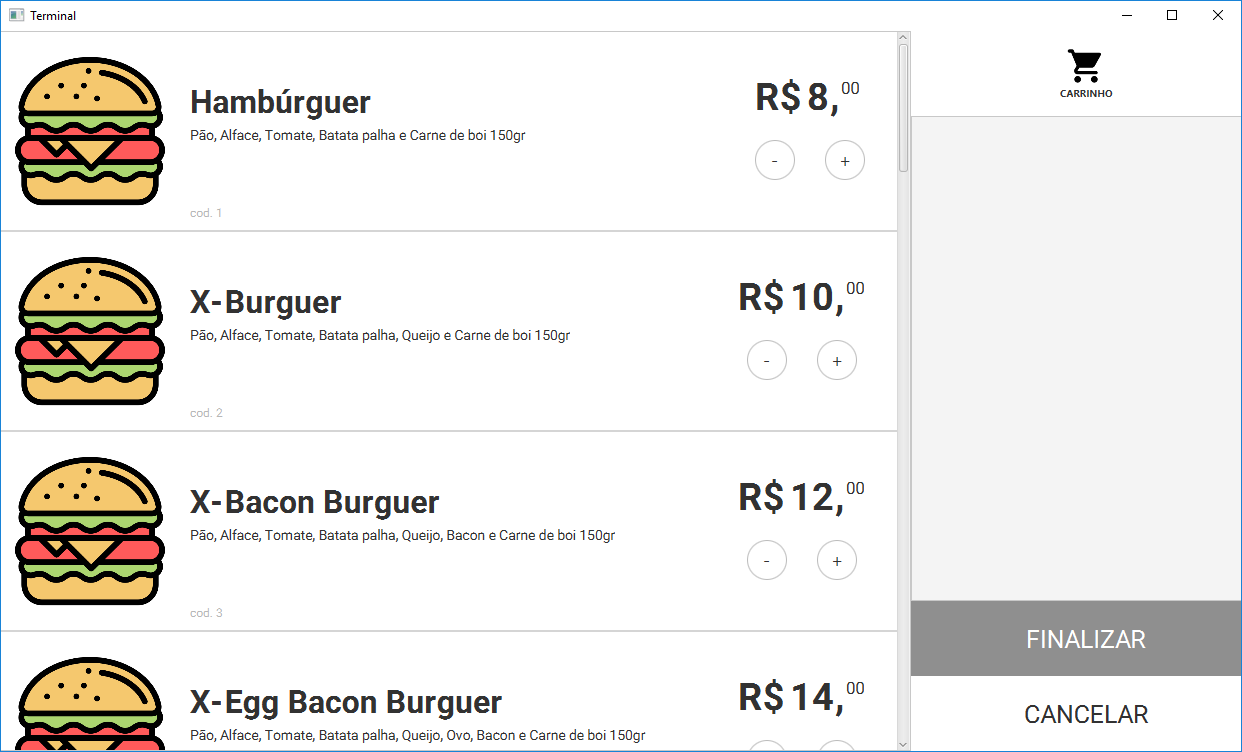 Terminal
Hambúrguer
Pão, Alface, Tomate, Batata palha e Carne de boi 150gr
cod. 1
R$ 8,00
- +
X-Burguer
Pão, Alface, Tomate, Batata palha, Queijo e Carne de boi 150gr
cod. 2
R$ 10,00
- +
X-Bacon Burguer
Pão, Alface, Tomate, Batata palha, Queijo, Bacon e Carne de boi 150gr
cod. 3
R$ 12,00
- +
X-Egg Bacon Burguer
Pão, Alface, Tomate, Batata palha, Queijo, Ovo, Bacon e Carne de boi 150gr
R$ 14,00
CARRINHO
FINALIZAR
CANCELAR